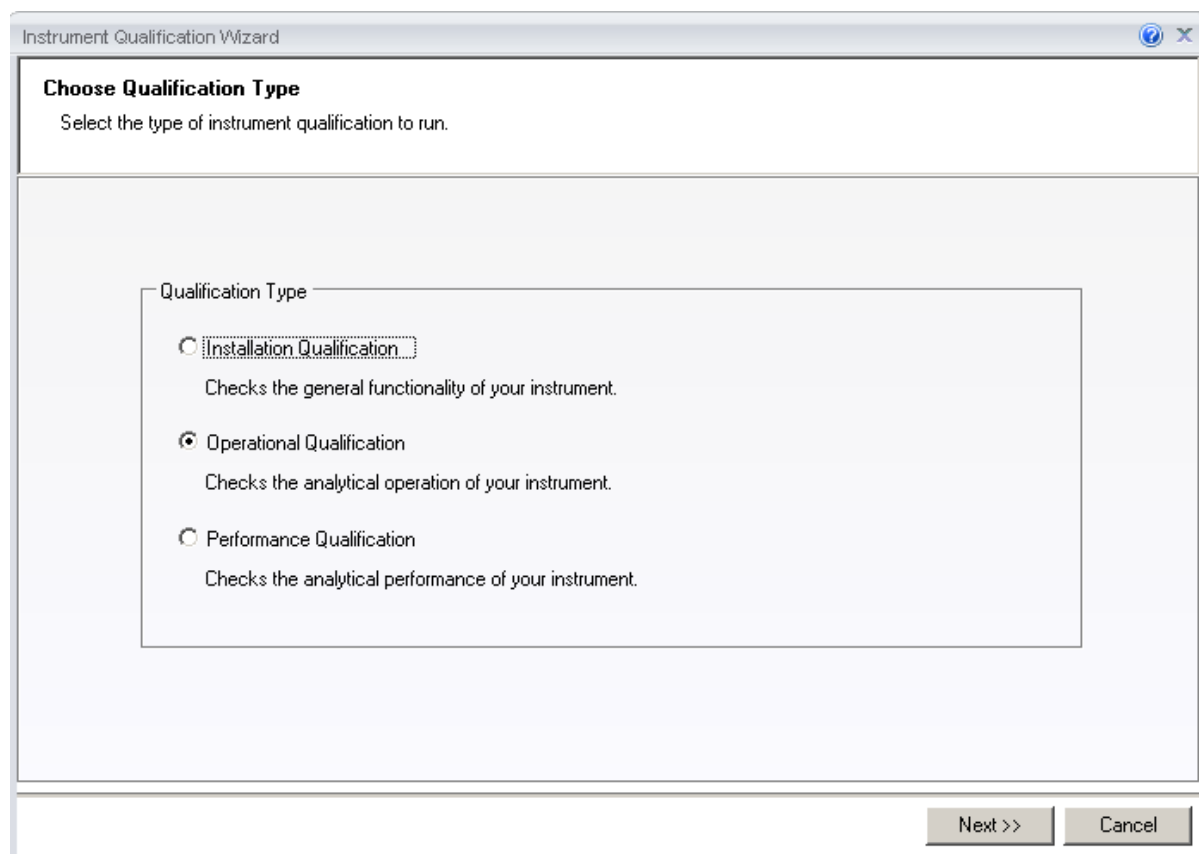 Instrument Qualification Wizard
Choose Qualification Type
Select the type of instrument qualification to run.
Qualification Type
Installation Qualification
Checks the general functionality of your instrument.
Operational Qualification
Checks the analytical operation of your instrument.
Performance Qualification
Checks the analytical performance of your instrument.
Next >>
Cancel